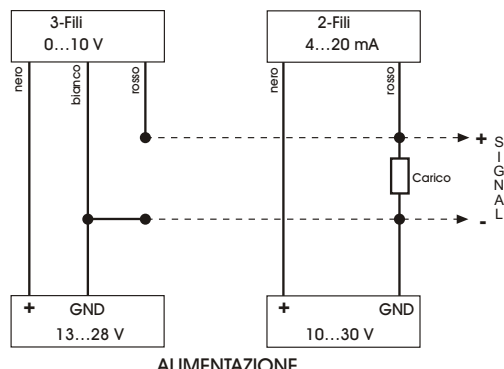 3-Fili
0...10 V
2-Fili
4...20 mA
nero
bianco
rosso
nero
rosso
+
SIGNAL
Carico
-
+ GND
13...28 V
+ GND
10...30 V
ALIMENTAZIONE